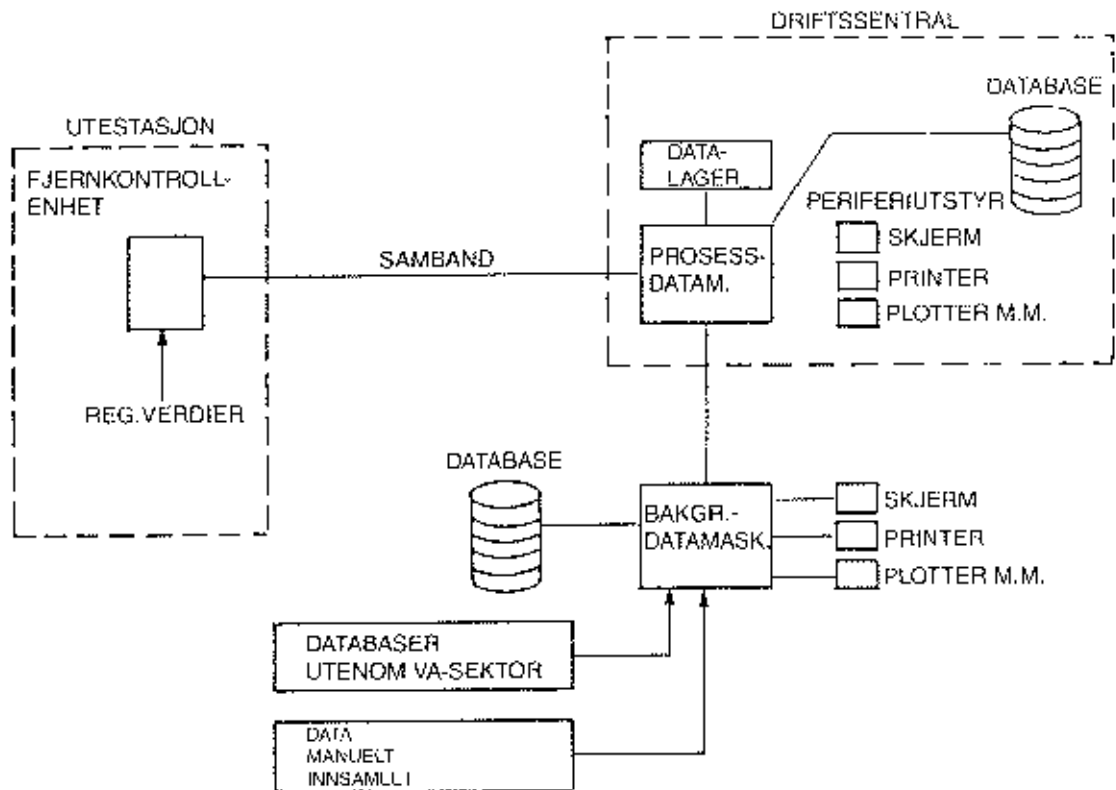 DRIFTSSENTRAL
DATABASE
UTESTASJON
FJERNKONTROLL-
ENHET
DATA-
LAGER
PERIFERIUTSTYR
SKJERM
PRINTER
PLOTTER M.M.
SAMBAND
PROSESS-
DATAM.
REG.VERDIER
DATABASE
BAKGR.-
DATAMASK.
SKJERM
PRINTER
PLOTTER M.M.
DATABASER
UTENOM VA-SEKTOR
DATA
MANUELT
INNSAMLET